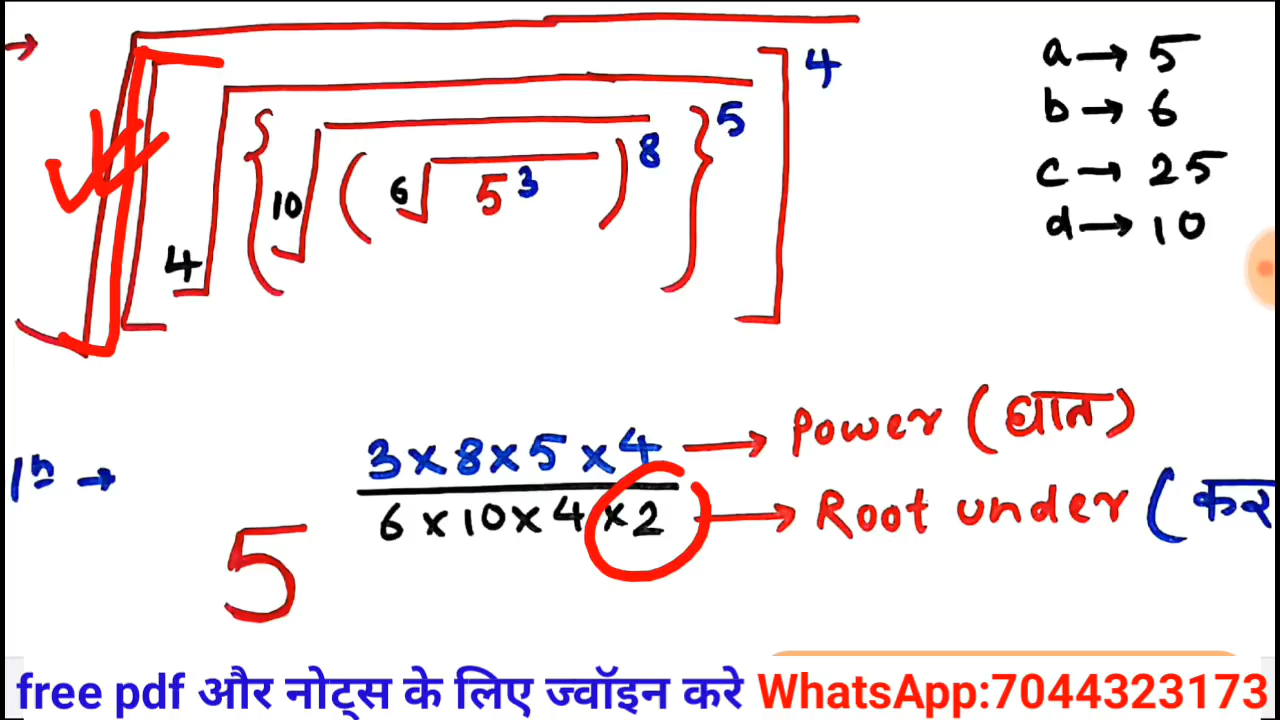 → √[ ⁴√{ ¹⁰√( ⁶√5³ )⁸ }⁵ ]⁴
a → 5
b → 6
c → 25
d → 10
3×8×5×4 → Power (घात)
1ⁿ → 5
6×10×4×2 → Root under (कर
free pdf और नोट्स के लिए ज्वॉइन करे WhatsApp:7044323173